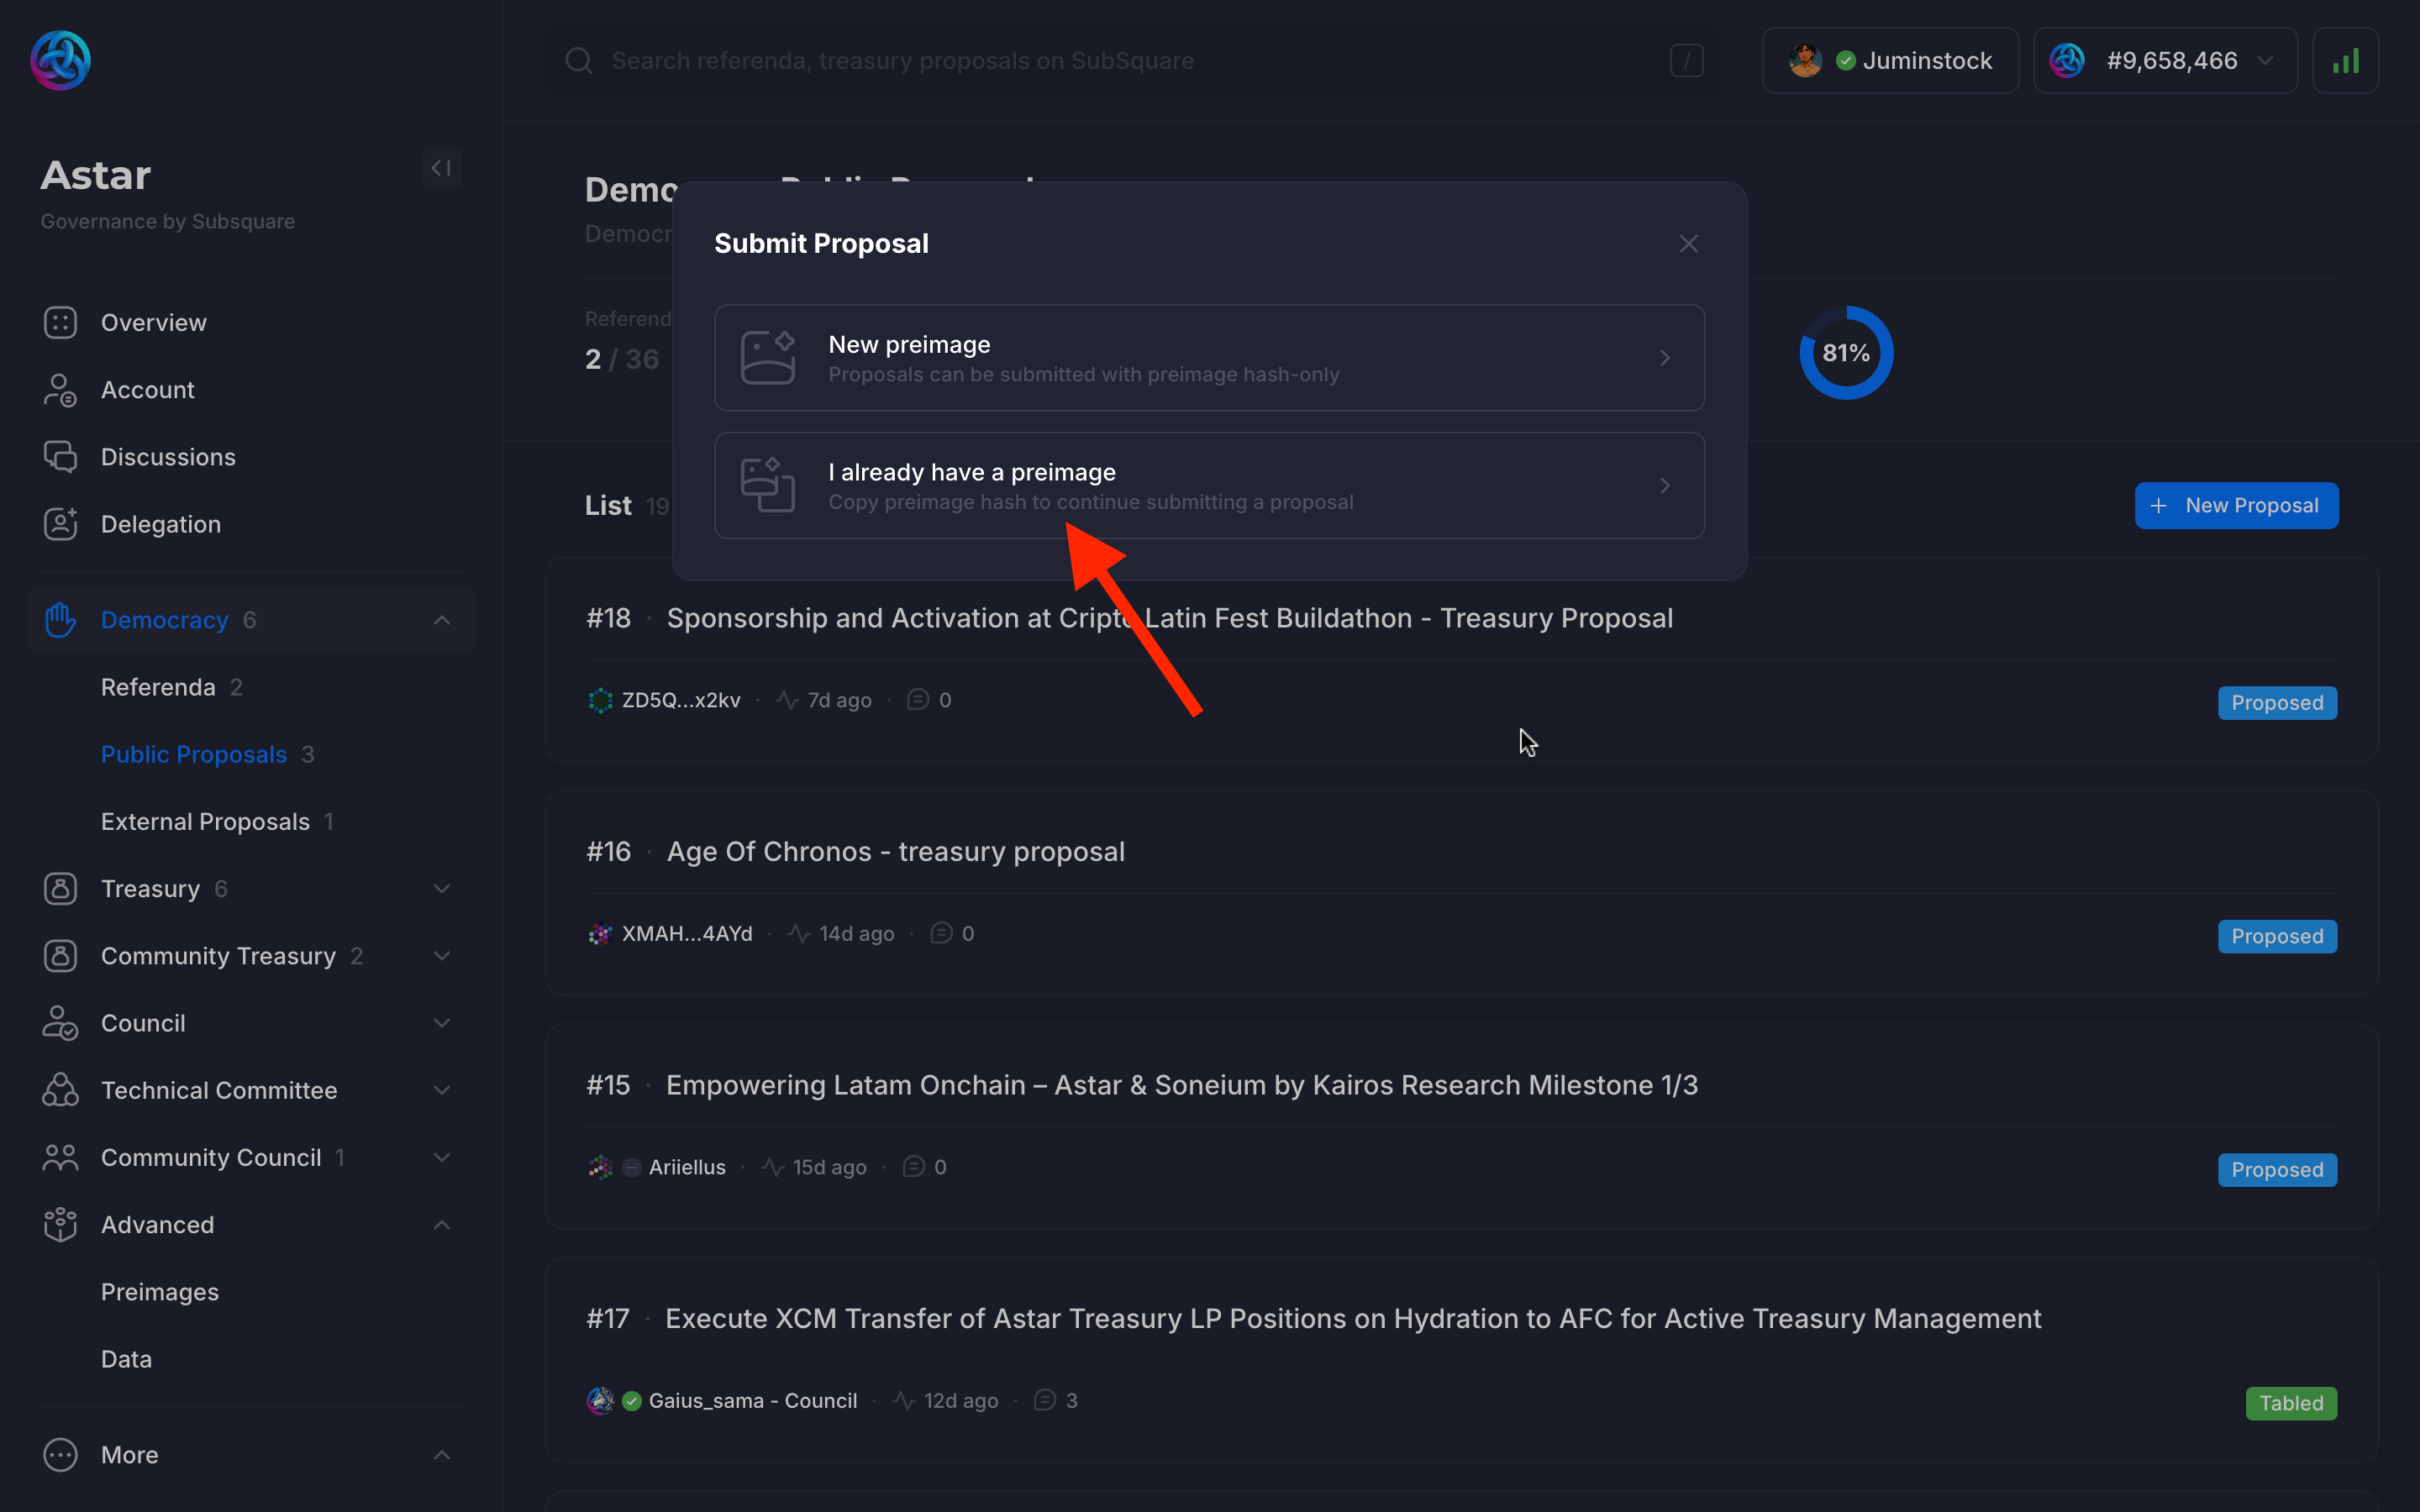 Search referenda, treasury proposals on SubSquare
/
Juminstock
#9,658,466
Astar
Governance by Subsquare
Overview
Account
Discussions
Delegation
Democracy 6
Referenda 2
Public Proposals 3
External Proposals 1
Treasury 6
Community Treasury 2
Council
Technical Committee
Community Council 1
Advanced
Preimages
Data
More
2 / 36
81%
Submit Proposal
New preimage
Proposals can be submitted with preimage hash-only
I already have a preimage
Copy preimage hash to continue submitting a proposal
List 19
+ New Proposal
#18 · Sponsorship and Activation at Cripto Latin Fest Buildathon - Treasury Proposal
ZD5Q...x2kv · 7d ago · 0
Proposed
#16 · Age Of Chronos - treasury proposal
XMAH...4AYd · 14d ago · 0
Proposed
#15 · Empowering Latam Onchain – Astar & Soneium by Kairos Research Milestone 1/3
Ariiellus · 15d ago · 0
Proposed
#17 · Execute XCM Transfer of Astar Treasury LP Positions on Hydration to AFC for Active Treasury Management
Gaius_sama - Council · 12d ago · 3
Tabled